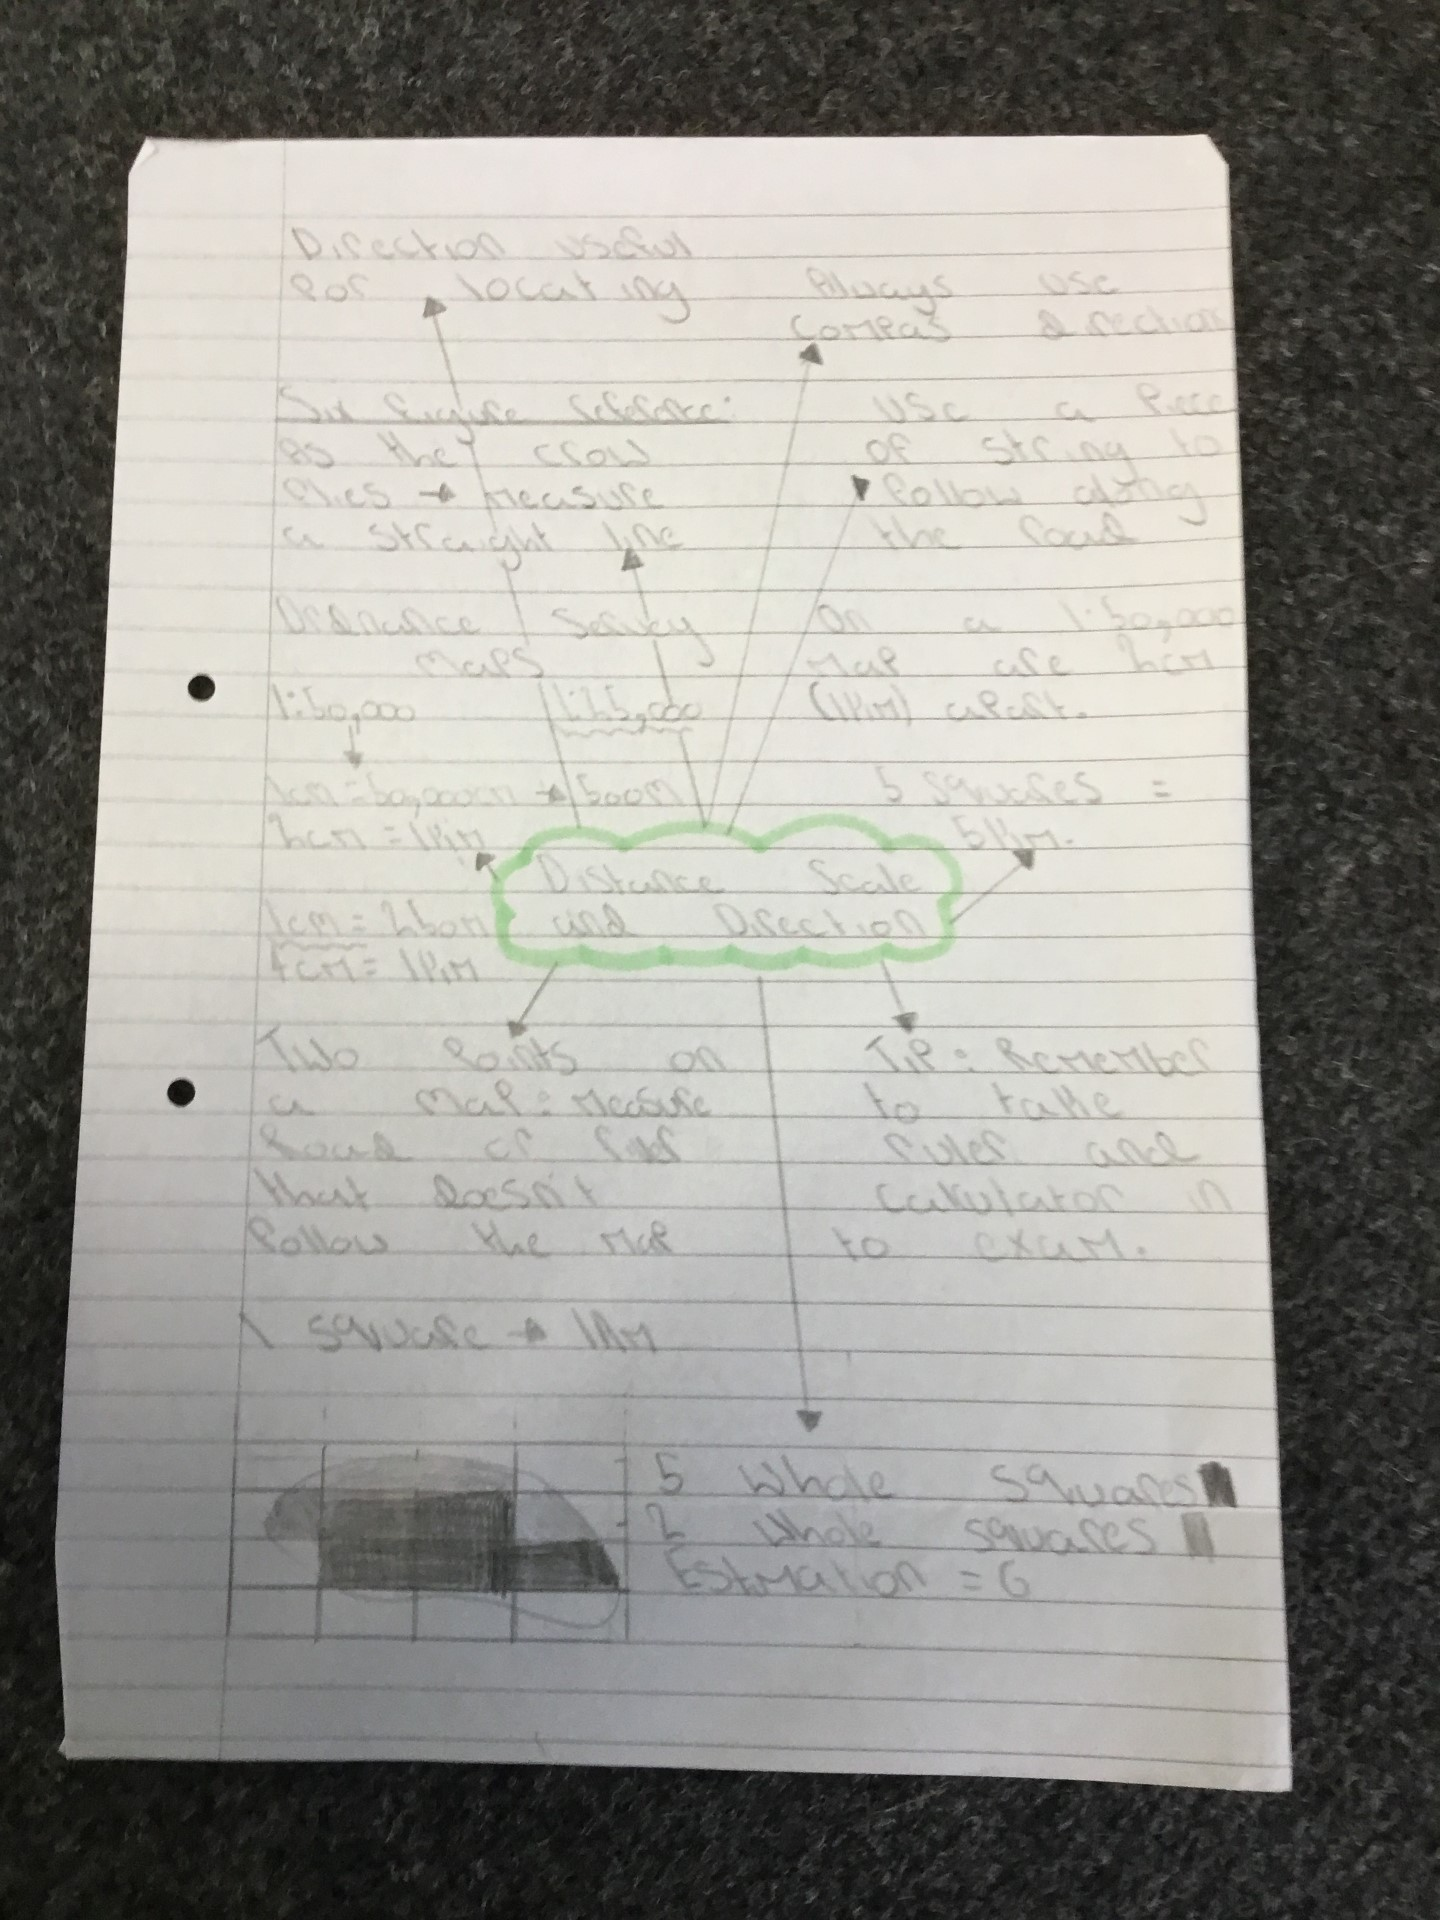 Direction useful
for locating
Always use
compas direction
Six figure reference:
as the crow
flies → measure
a straight line
Use a piece
of string to
follow along
the road
Ordnance Survey
maps
1:50,000
1:25,000
1cm = 50,000cm → 500m
2cm = 1km
1cm = 250m
4cm = 1km
On a 1:50,000
map are 2cm
(1km) apart.
5 squares =
5km.
Distance Scale
and Direction
Two points on
a map: measure
road or river
that doesn't
follow the map
Tip: Remember
to take
ruler and
calculator in
to exam.
1 square → 1km
5 whole squares
2 whole squares
Estmation = 6